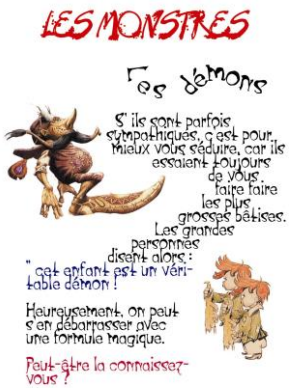 LES MONSTRES
Les démons
S' ils sont parfois
sympathiques, c'est pour
mieux vous séduire, car ils
essaient toujours
de vous
faire faire
les plus
grosses bêtises.
Les grandes
personnes
disent alors :
" cet enfant est un véri-
table démon !
Heureusement, on peut
s'en débarrasser avec
une formule magique.
Peut-être la connaissez-
vous ?